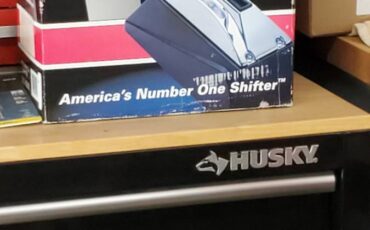 America's Number One Shifter™
HUSKY